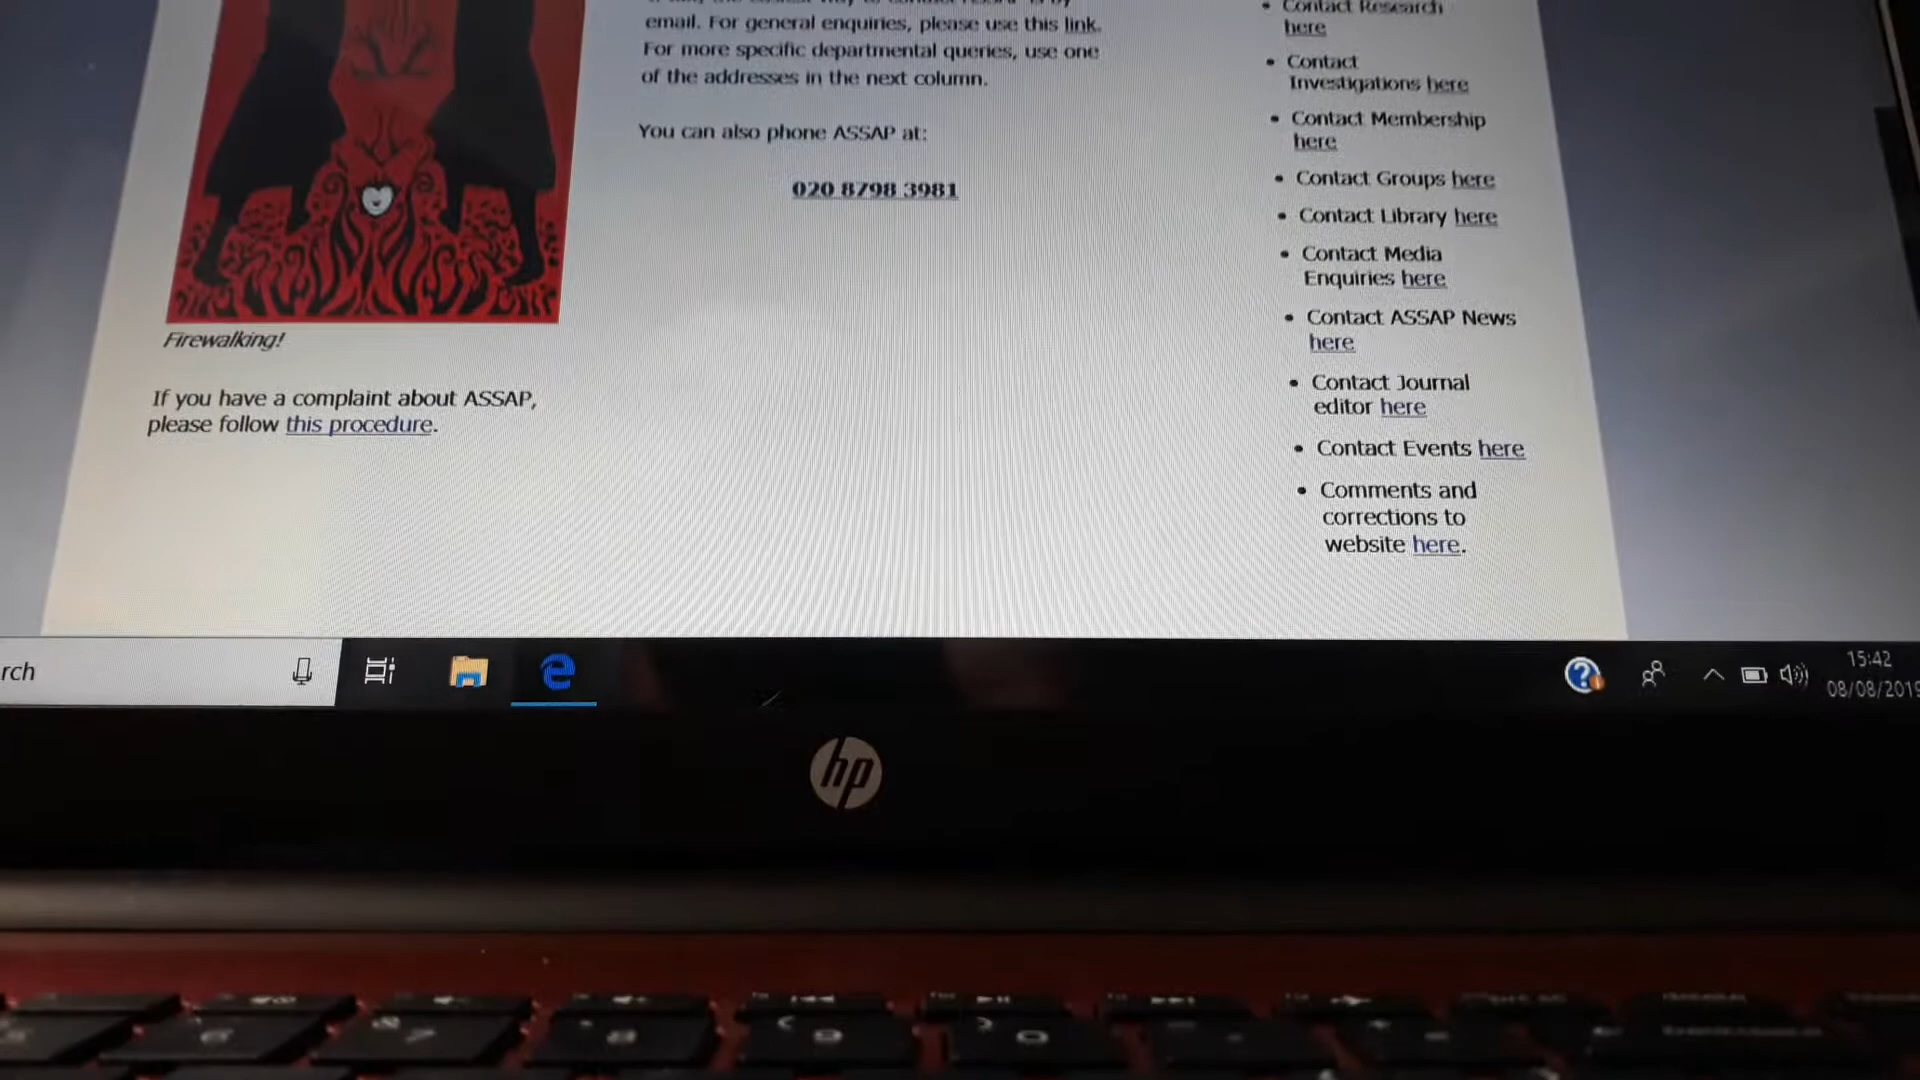 email. For general enquiries, please use this link.
For more specific departmental queries, use one
of the addresses in the next column.
You can also phone ASSAP at:
020 8798 3981
Firewalking!
If you have a complaint about ASSAP,
please follow this procedure.
Contact Research
here
Contact
Investigations here
Contact Membership
here
Contact Groups here
Contact Library here
Contact Media
Enquiries here
Contact ASSAP News
here
Contact Journal
editor here
Contact Events here
Comments and
corrections to
website here.
rch
15:42
08/08/2019
hp